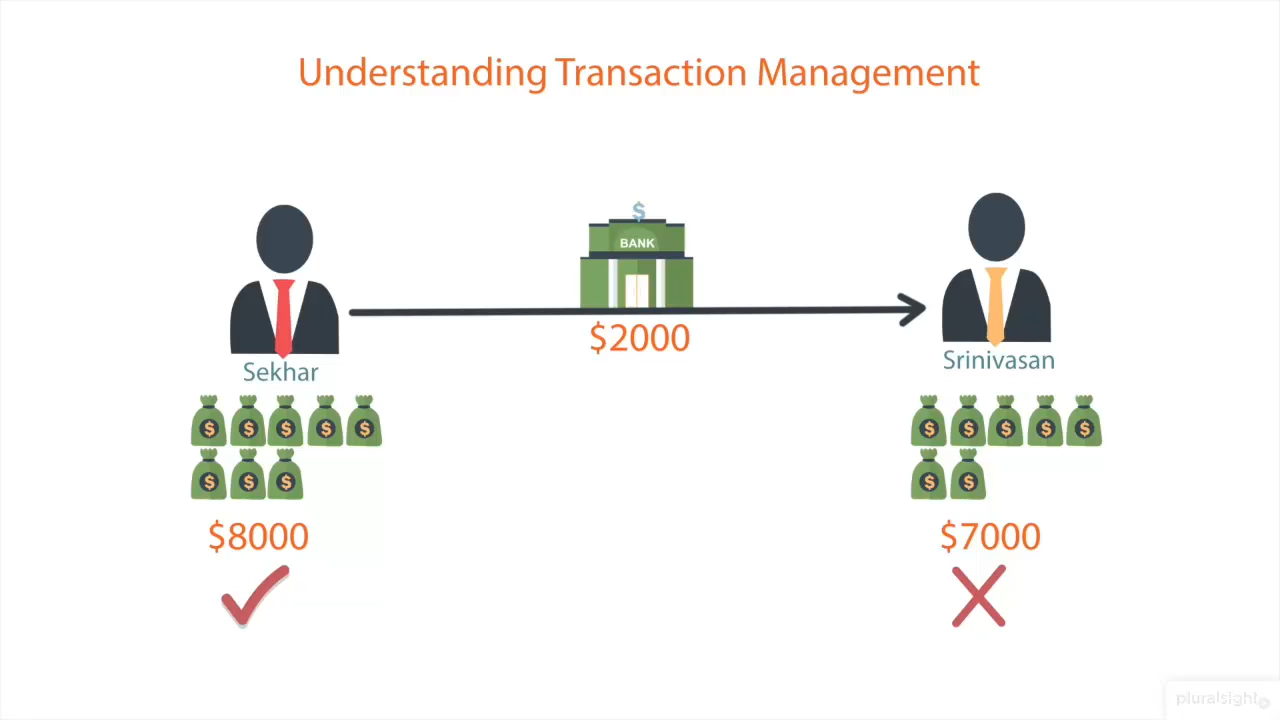 Understanding Transaction Management
$
BANK
$2000
Sekhar
Srinivasan
$ $ $ $ $
$ $ $ $ $
$ $ $
$ $
$8000
$7000
pluralsight